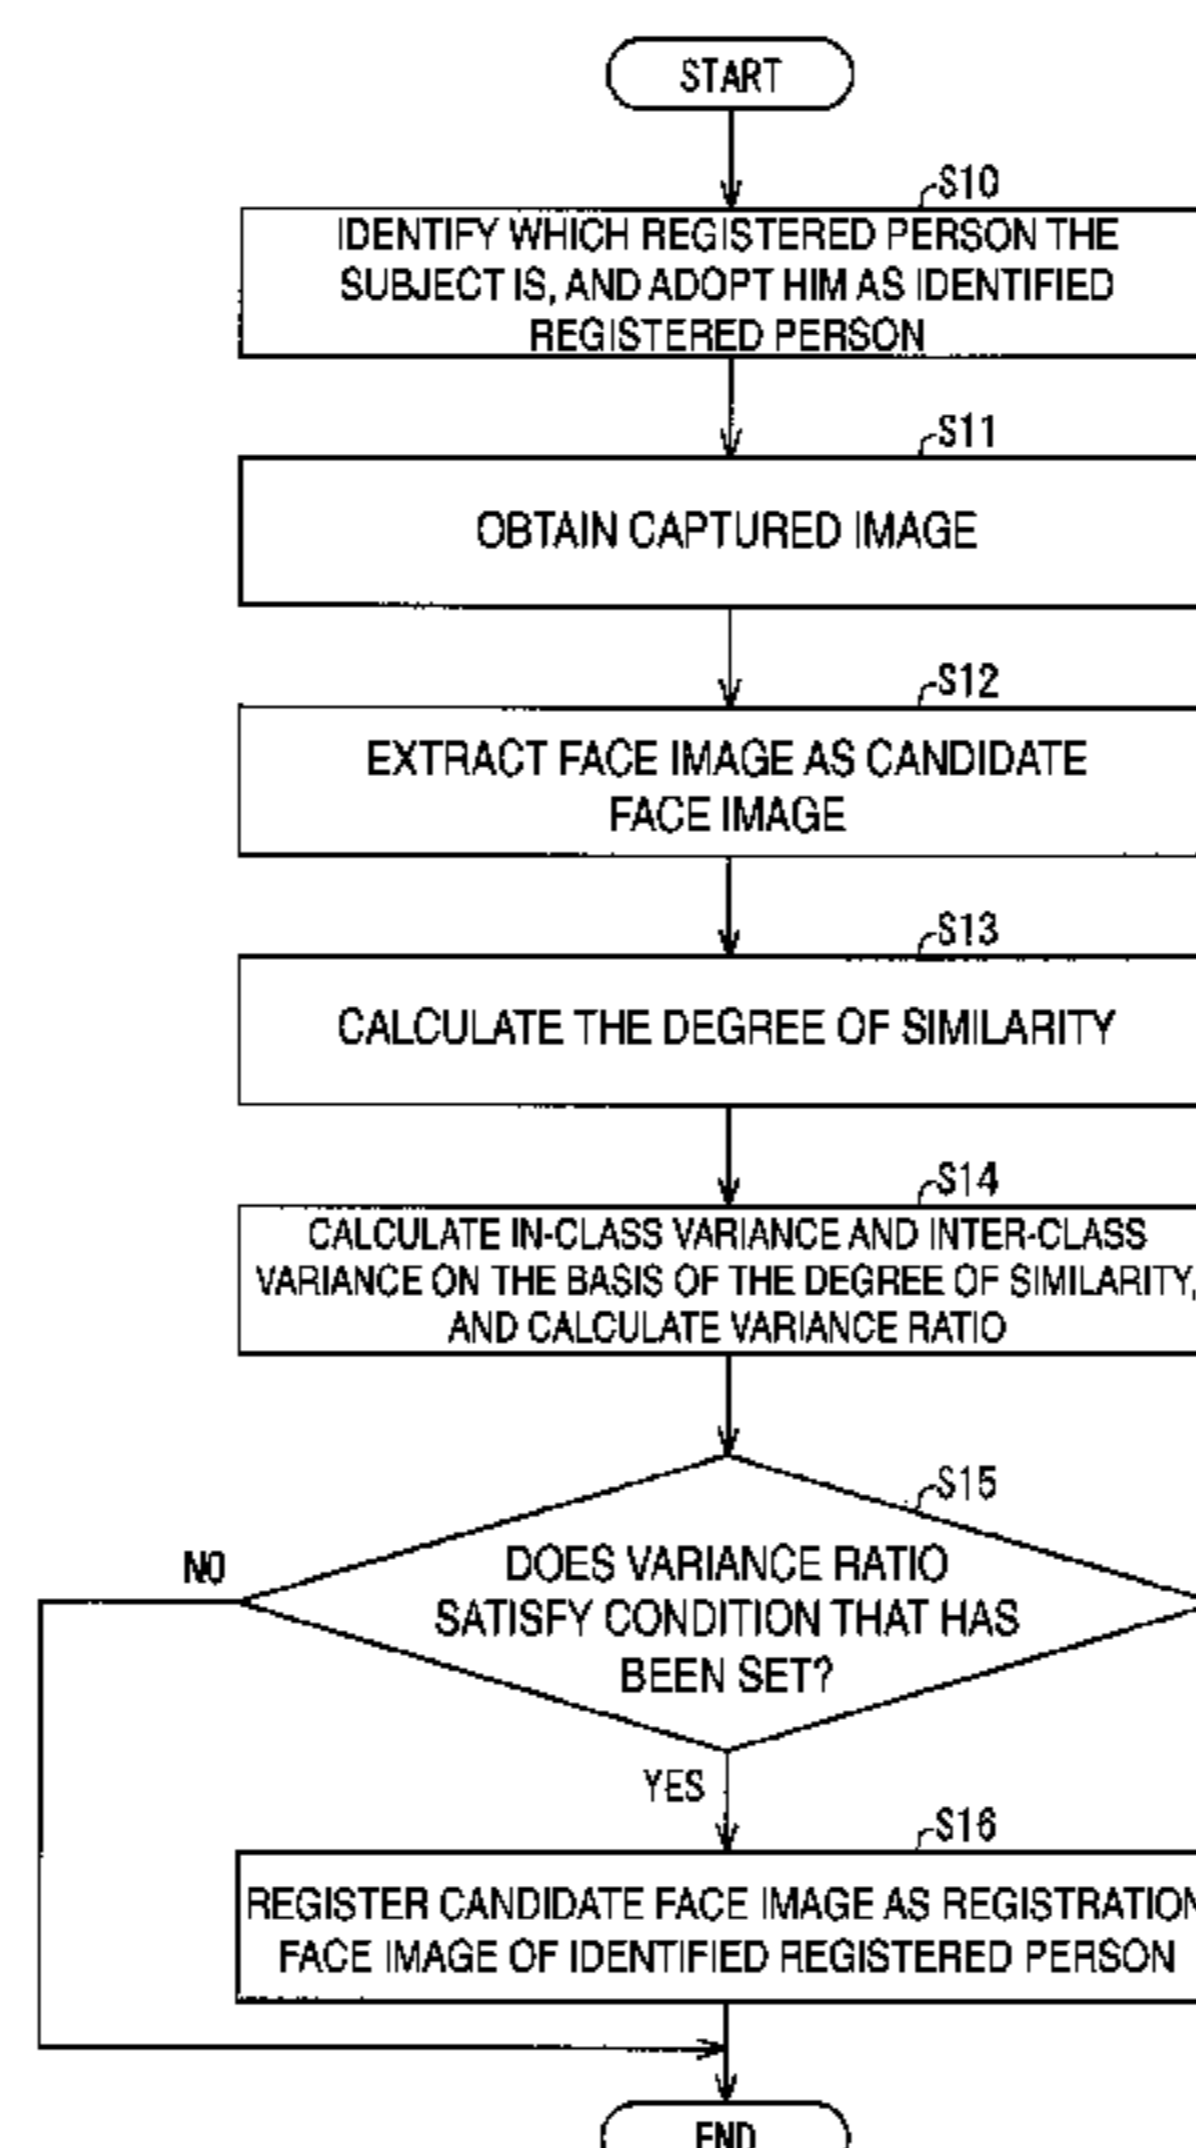 START
S10
IDENTIFY WHICH REGISTERED PERSON THE
SUBJECT IS, AND ADOPT HIM AS IDENTIFIED
REGISTERED PERSON
S11
OBTAIN CAPTURED IMAGE
S12
EXTRACT FACE IMAGE AS CANDIDATE
FACE IMAGE
S13
CALCULATE THE DEGREE OF SIMILARITY
S14
CALCULATE IN-CLASS VARIANCE AND INTER-CLASS
VARIANCE ON THE BASIS OF THE DEGREE OF SIMILARITY,
AND CALCULATE VARIANCE RATIO
S15
NO
DOES VARIANCE RATIO
SATISFY CONDITION THAT HAS
BEEN SET?
YES
S16
REGISTER CANDIDATE FACE IMAGE AS REGISTRATION
FACE IMAGE OF IDENTIFIED REGISTERED PERSON
END